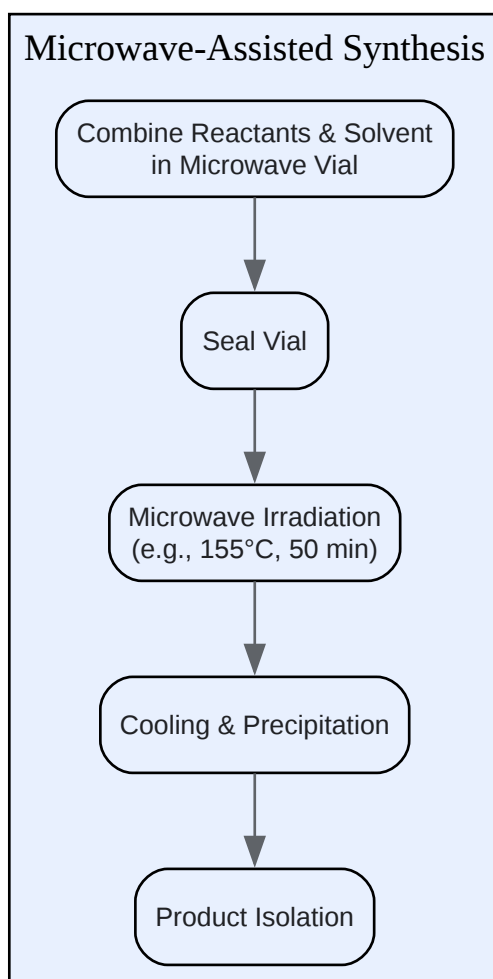 Microwave-Assisted Synthesis
Combine Reactants & Solvent
in Microwave Vial
Seal Vial
Microwave Irradiation
(e.g., 155°C, 50 min)
Cooling & Precipitation
Product Isolation